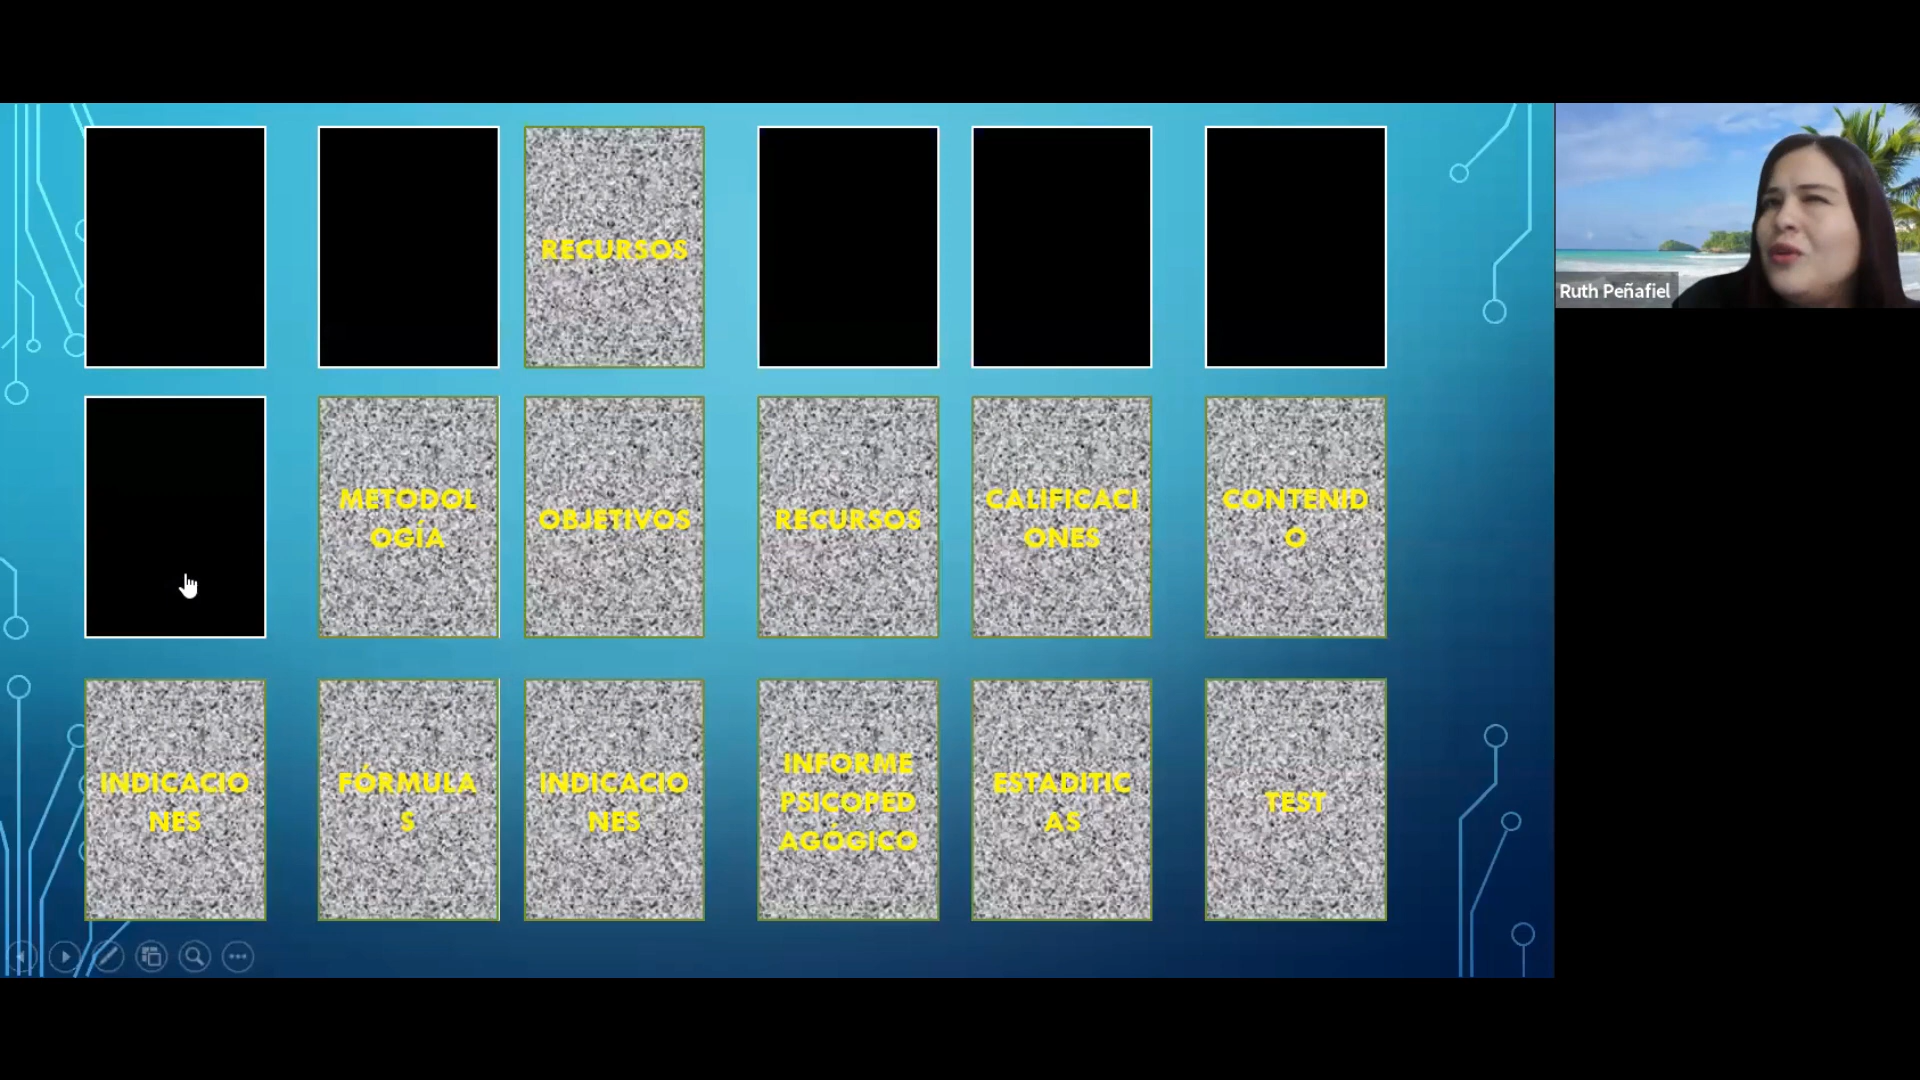 RECURSOS
Ruth Peñafiel
METODOL
OGÍA
OBJETIVOS
RECURSOS
CALIFICACI
ONES
CONTENID
O
INDICACIO
NES
FÓRMULA
S
INDICACIO
NES
INFORME
PSICOPED
AGÓGICO
ESTADITIC
AS
TEST